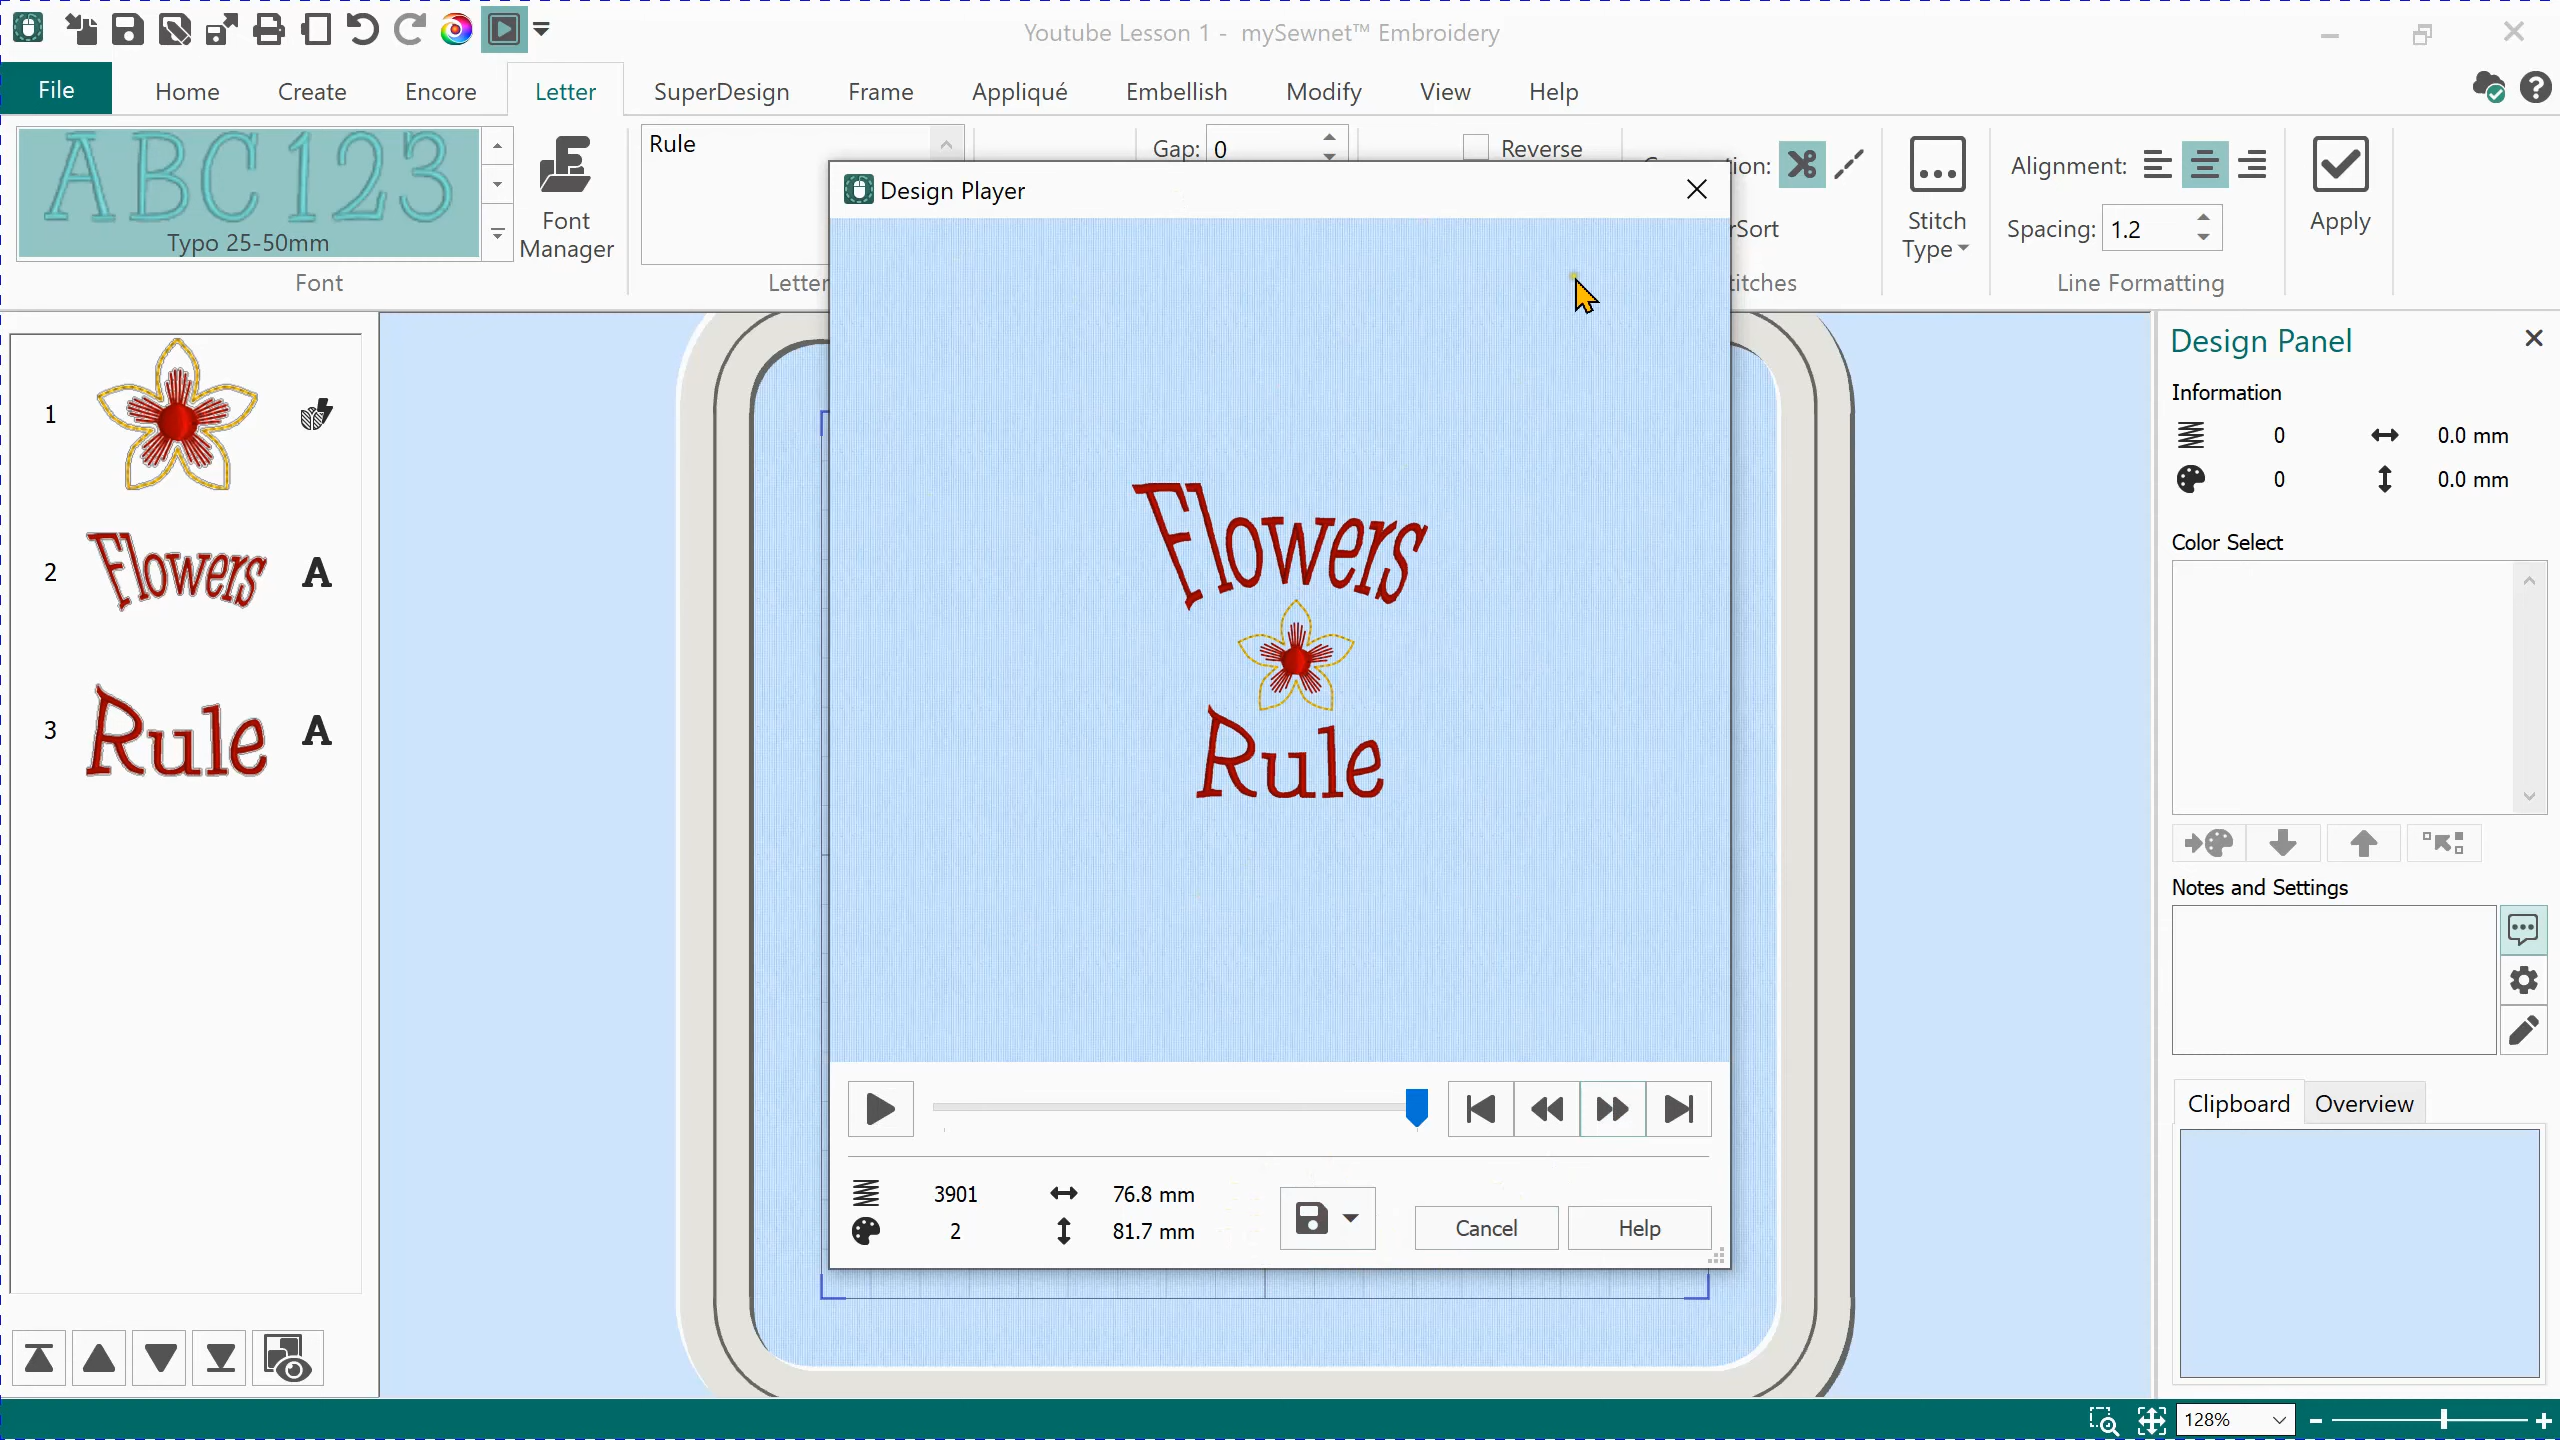 Youtube Lesson 1 - mySewnet™ Embroidery
File Home Create Encore Letter SuperDesign Frame Appliqué Embellish Modify View Help
ABC123
Typo 25-50mm
Font
Font
Manager
Rule
Letter
Gap: 0
Reverse
ion:
rSort
titches
Stitch
Type
Alignment:
Spacing: 1.2
Line Formatting
Apply
1
2 Flowers A
3 Rule A
Design Player
Flowers
Rule
3901 76.8 mm
2 81.7 mm
Cancel Help
Design Panel
Information
0 0.0 mm
0 0.0 mm
Color Select
Notes and Settings
Clipboard Overview
128%